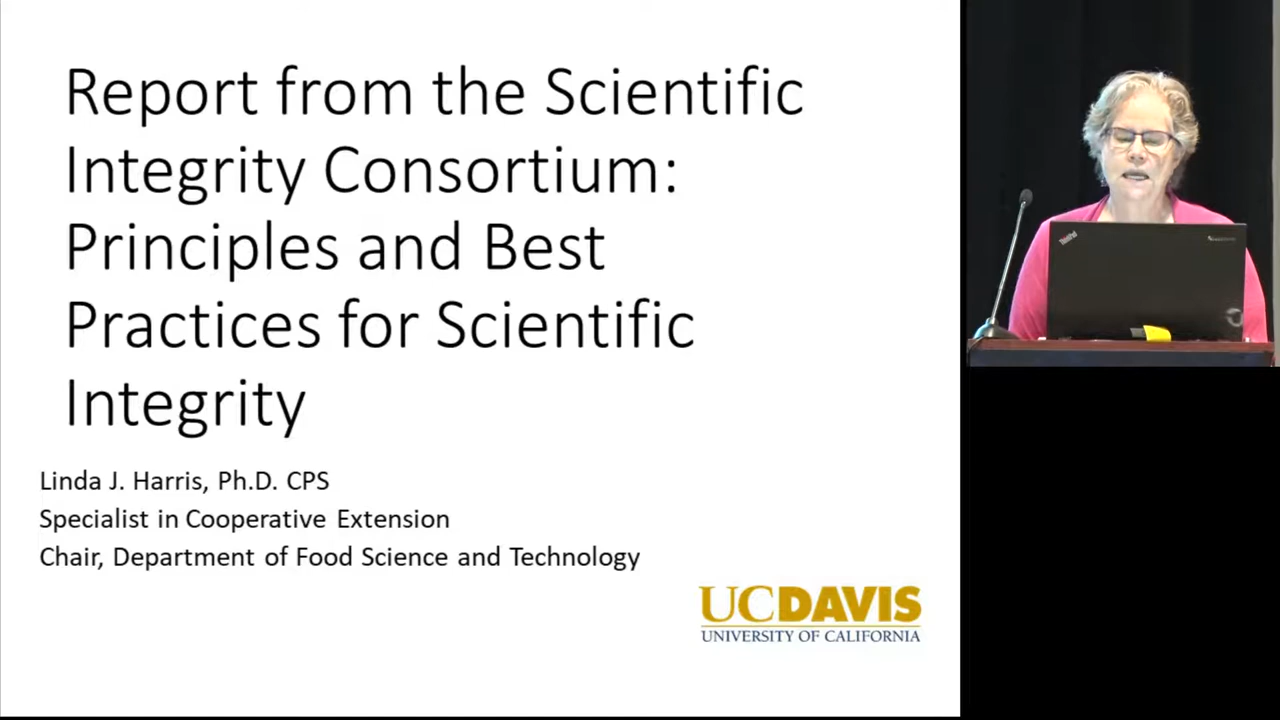 Report from the Scientific
Integrity Consortium:
Principles and Best
Practices for Scientific
Integrity
Linda J. Harris, Ph.D. CPS
Specialist in Cooperative Extension
Chair, Department of Food Science and Technology
UCDAVIS
UNIVERSITY OF CALIFORNIA
ThinkPad